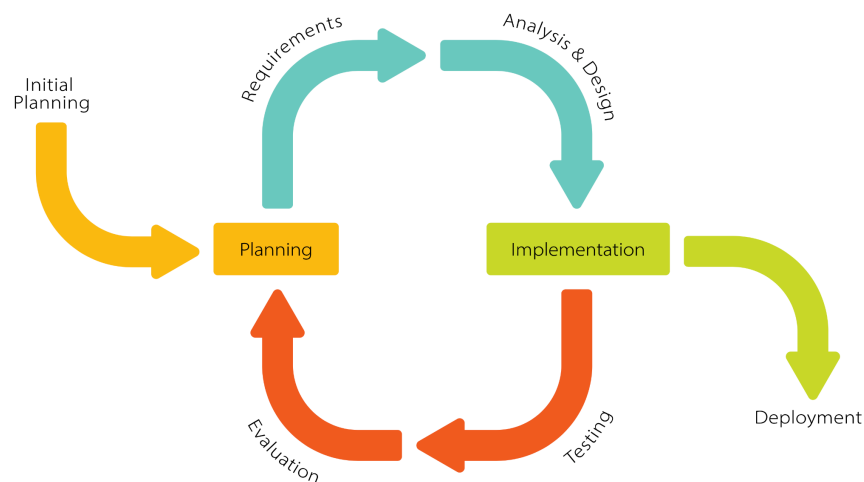 Requirements
Analysis & Design
Initial
Planning
Planning
Implementation
Evaluation
Testing
Deployment